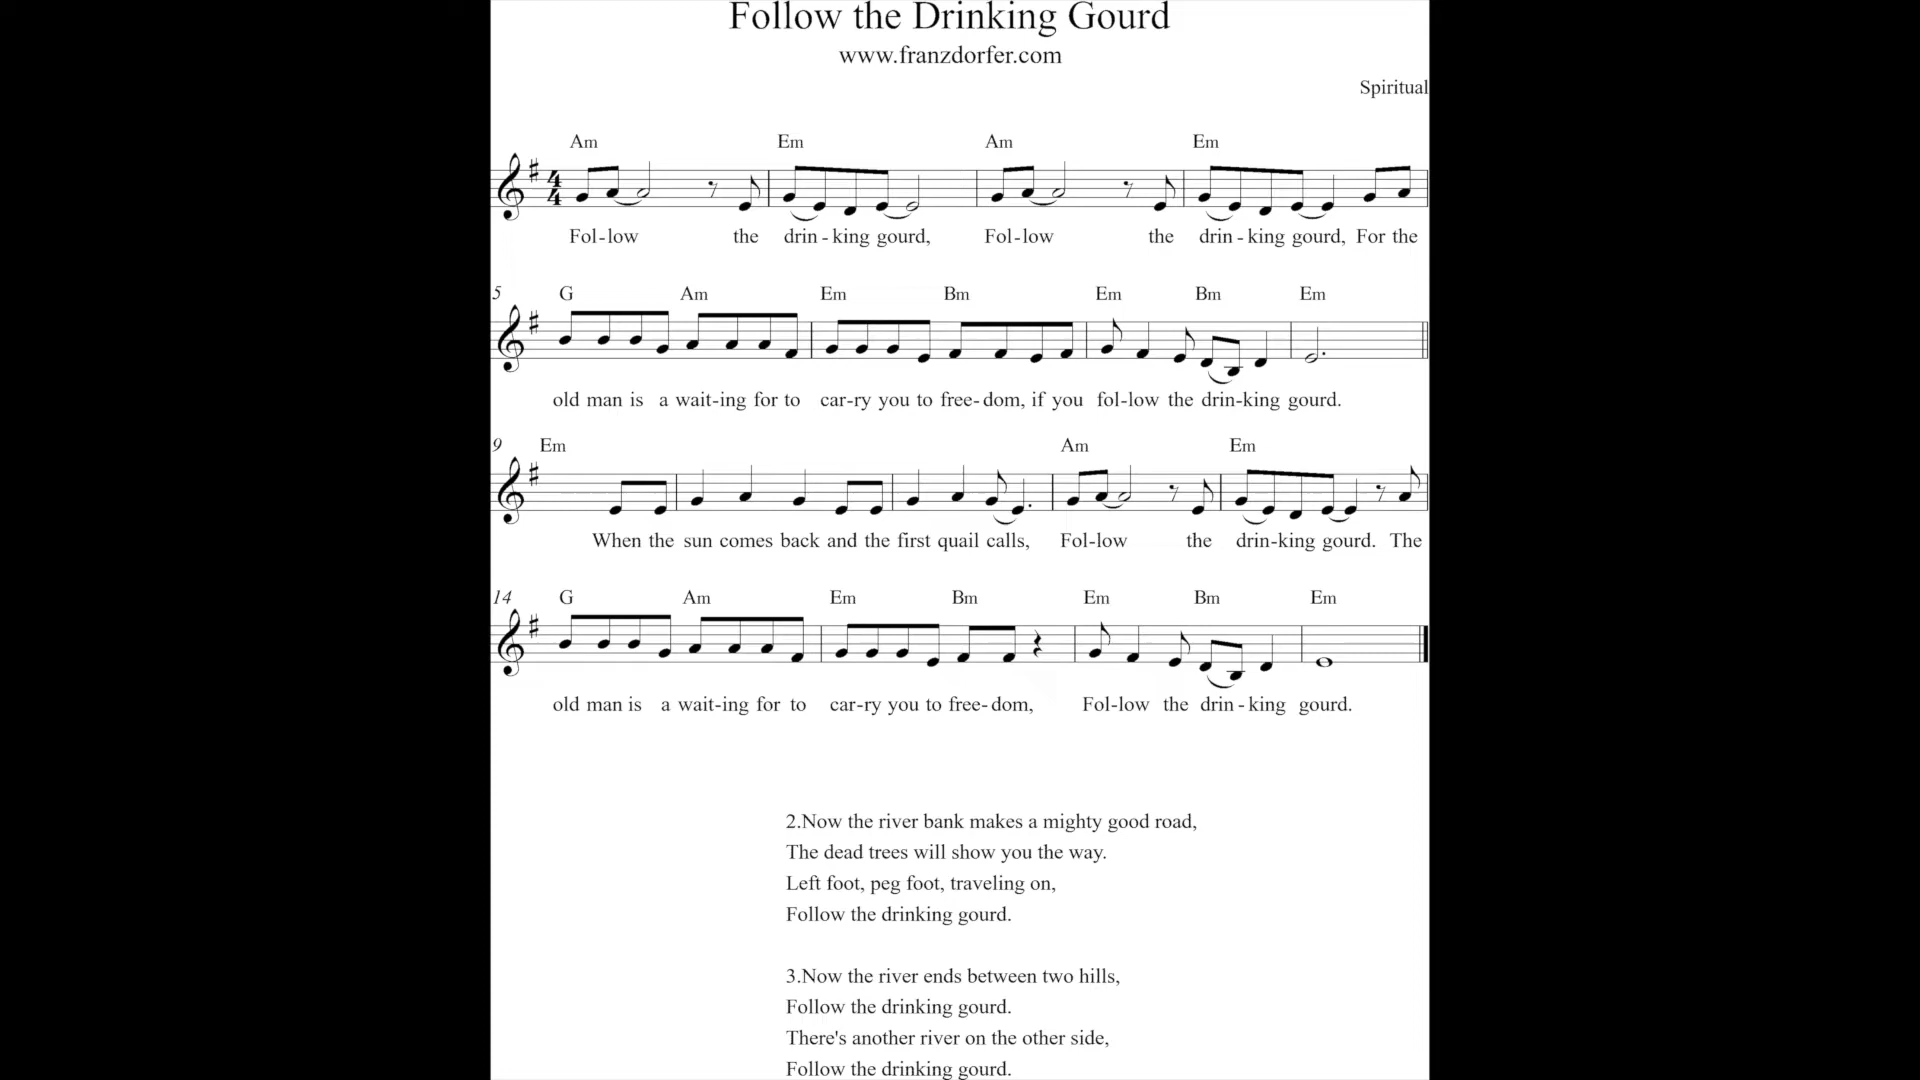 Follow the Drinking Gourd
www.franzdorfer.com
Spiritual
Am Em Am Em
4
4
Fol-low the drin-king gourd, Fol-low the drin-king gourd, For the
5 G Am Em Bm Em Bm Em
old man is a wait-ing for to car-ry you to free-dom, if you fol-low the drin-king gourd.
9 Em Am Em
When the sun comes back and the first quail calls, Fol-low the drin-king gourd. The
14 G Am Em Bm Em Bm Em
old man is a wait-ing for to car-ry you to free-dom, Fol-low the drin-king gourd.
2.Now the river bank makes a mighty good road,
The dead trees will show you the way.
Left foot, peg foot, traveling on,
Follow the drinking gourd.
3.Now the river ends between two hills,
Follow the drinking gourd.
There's another river on the other side,
Follow the drinking gourd.